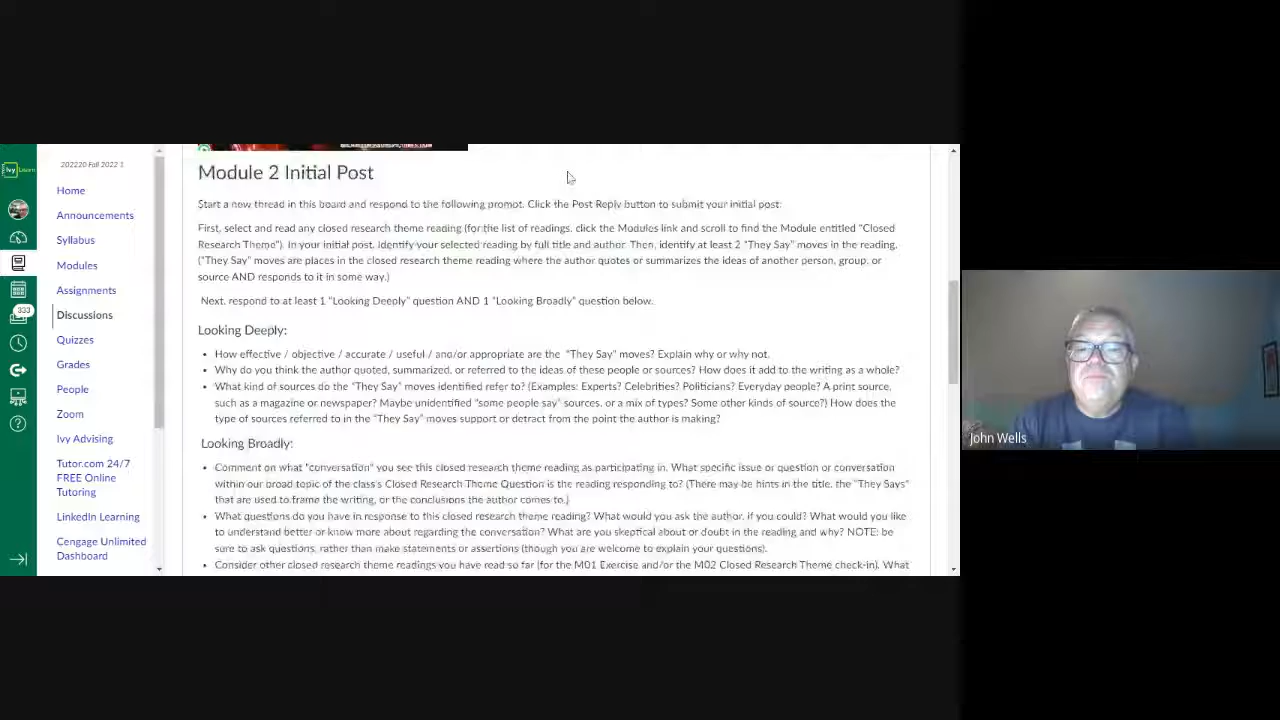 202220 Fall 2022 1
Home
Announcements
Syllabus
Modules
Assignments
Discussions
Quizzes
Grades
People
Zoom
Ivy Advising
Tutor.com 24/7
FREE Online
Tutoring
LinkedIn Learning
Cengage Unlimited
Dashboard
333
Module 2 Initial Post
Start a new thread in this board and respond to the following prompt. Click the Post Reply button to submit your initial post:
First, select and read any closed research theme reading (for the list of readings, click the Modules link and scroll to find the Module entitled "Closed
Research Theme"). In your initial post, identify your selected reading by full title and author. Then, identify at least 2 "They Say" moves in the reading.
("They Say" moves are places in the closed research theme reading where the author quotes or summarizes the ideas of another person, group, or
source AND responds to it in some way.)
Next, respond to at least 1 "Looking Deeply" question AND 1 "Looking Broadly" question below.
Looking Deeply:
• How effective / objective / accurate / useful / and/or appropriate are the "They Say" moves? Explain why or why not.
• Why do you think the author quoted, summarized, or referred to the ideas of these people or sources? How does it add to the writing as a whole?
• What kind of sources do the "They Say" moves identified refer to? (Examples: Experts? Celebrities? Politicians? Everyday people? A print source,
such as a magazine or newspaper? Maybe unidentified "some people say" sources, or a mix of types? Some other kinds of source?) How does the
type of sources referred to in the "They Say" moves support or detract from the point the author is making?
Looking Broadly:
• Comment on what "conversation" you see this closed research theme reading as participating in. What specific issue or question or conversation
within our broad topic of the class's Closed Research Theme Question is the reading responding to? (There may be hints in the title, the "They Says"
that are used to frame the writing, or the conclusions the author comes to.)
• What questions do you have in response to this closed research theme reading? What would you ask the author, if you could? What would you like
to understand better or know more about regarding the conversation? What are you skeptical about or doubt in the reading and why? NOTE: be
sure to ask questions, rather than make statements or assertions (though you are welcome to explain your questions).
• Consider other closed research theme readings you have read so far (for the M01 Exercise and/or the M02 Closed Research Theme check-in). What
John Wells